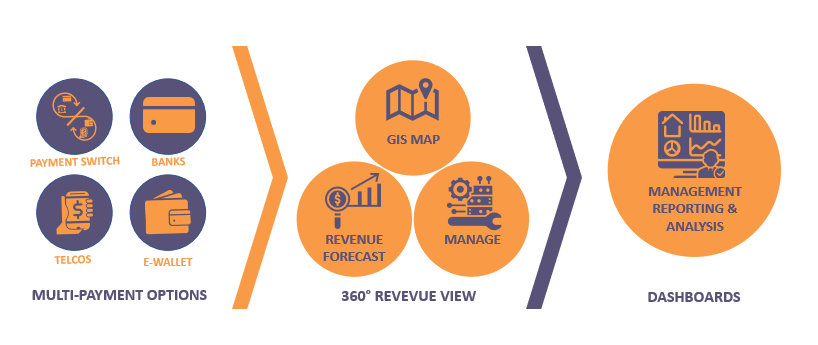 PAYMENT SWITCH
BANKS
TELCOS
E-WALLET
MULTI-PAYMENT OPTIONS
GIS MAP
REVENUE
FORECAST
MANAGE
360° REVEVUE VIEW
MANAGEMENT
REPORTING &
ANALYSIS
DASHBOARDS